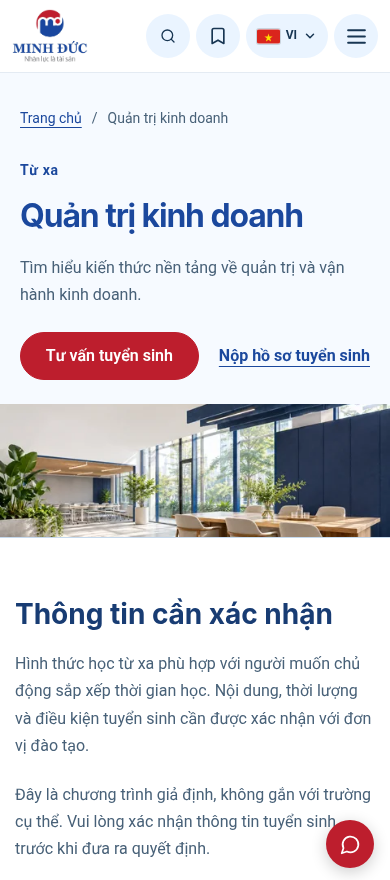 MINH ĐỨC
Nhân lực là tài sản
VI
Trang chủ / Quản trị kinh doanh
Từ xa
Quản trị kinh doanh
Tìm hiểu kiến thức nền tảng về quản trị và vận
hành kinh doanh.
Tư vấn tuyển sinh
Nộp hồ sơ tuyển sinh
Thông tin cần xác nhận
Hình thức học từ xa phù hợp với người muốn chủ
động sắp xếp thời gian học. Nội dung, thời lượng
và điều kiện tuyển sinh cần được xác nhận với đơn
vị đào tạo.
Đây là chương trình giả định, không gắn với trường
cụ thể. Vui lòng xác nhận thông tin tuyển sinh
trước khi đưa ra quyết định.